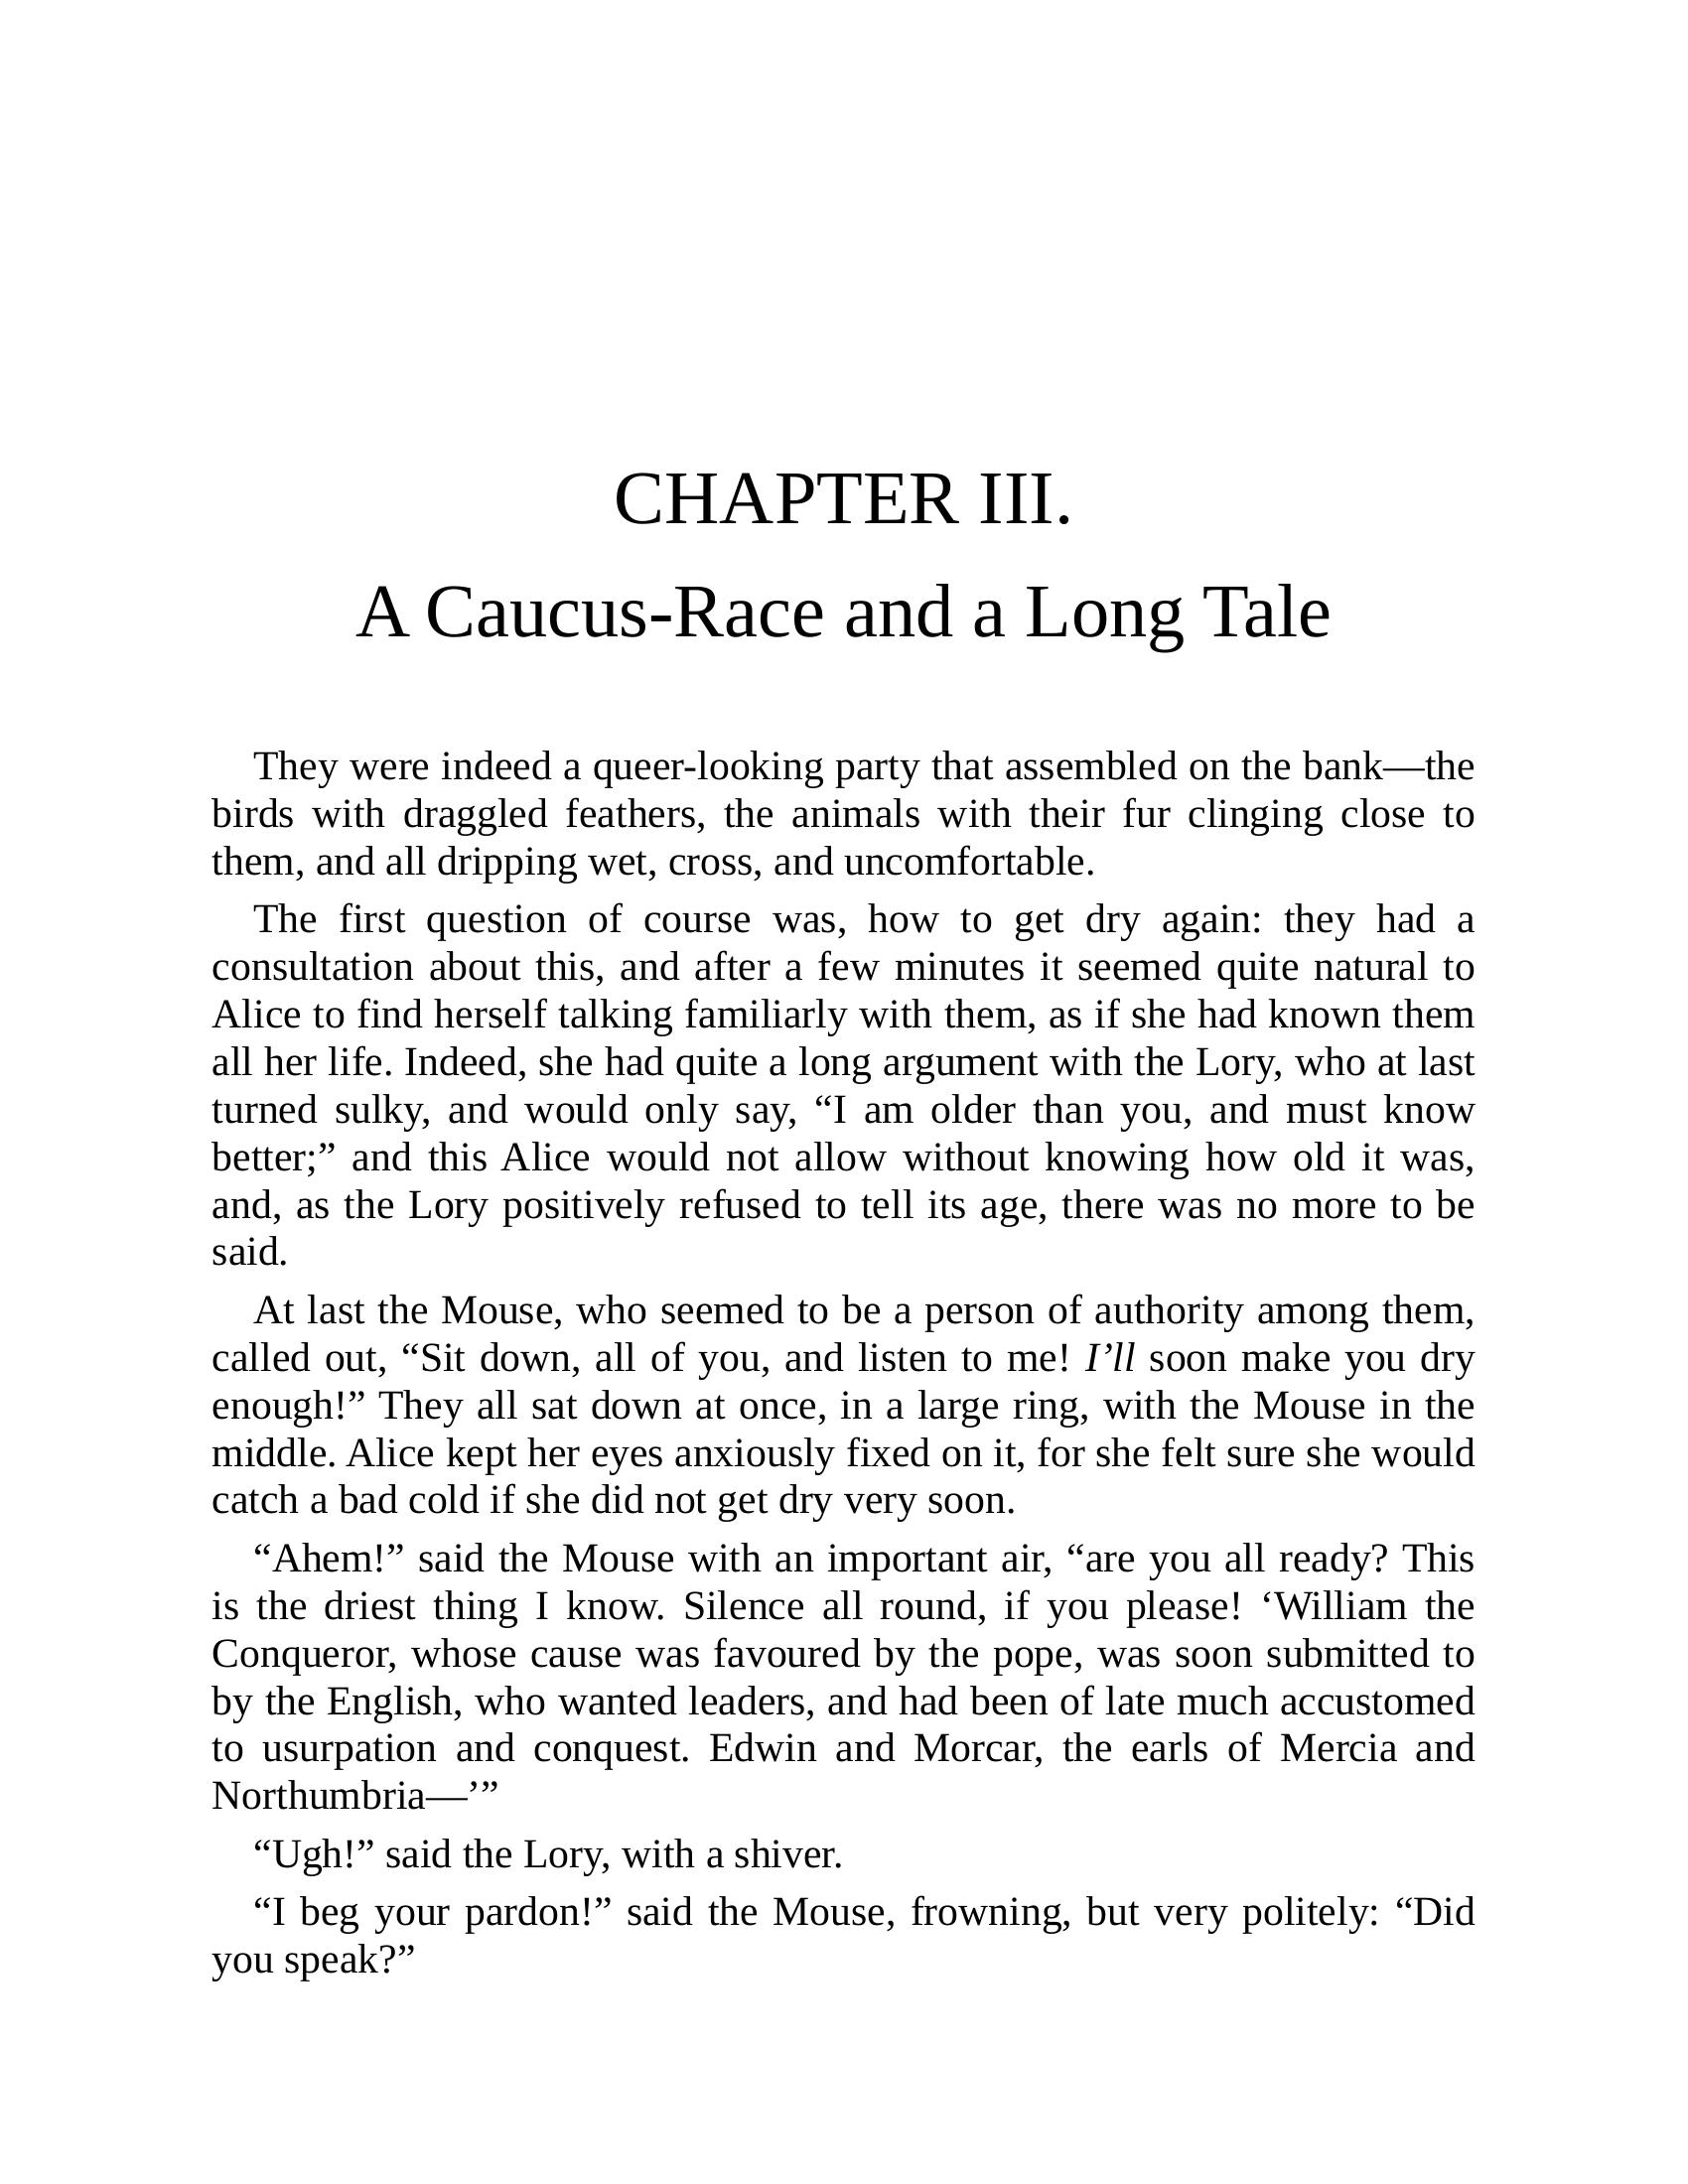 CHAPTER III.
A Caucus-Race and a Long Tale
They were indeed a queer-looking party that assembled on the bank—the
birds with draggled feathers, the animals with their fur clinging close to
them, and all dripping wet, cross, and uncomfortable.
The first question of course was, how to get dry again: they had a
consultation about this, and after a few minutes it seemed quite natural to
Alice to find herself talking familiarly with them, as if she had known them
all her life. Indeed, she had quite a long argument with the Lory, who at last
turned sulky, and would only say, “I am older than you, and must know
better;” and this Alice would not allow without knowing how old it was,
and, as the Lory positively refused to tell its age, there was no more to be
said.
At last the Mouse, who seemed to be a person of authority among them,
called out, “Sit down, all of you, and listen to me! I’ll soon make you dry
enough!” They all sat down at once, in a large ring, with the Mouse in the
middle. Alice kept her eyes anxiously fixed on it, for she felt sure she would
catch a bad cold if she did not get dry very soon.
“Ahem!” said the Mouse with an important air, “are you all ready? This
is the driest thing I know. Silence all round, if you please! ‘William the
Conqueror, whose cause was favoured by the pope, was soon submitted to
by the English, who wanted leaders, and had been of late much accustomed
to usurpation and conquest. Edwin and Morcar, the earls of Mercia and
Northumbria—’”
“Ugh!” said the Lory, with a shiver.
“I beg your pardon!” said the Mouse, frowning, but very politely: “Did
you speak?”